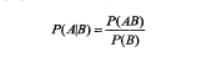 P(A|B) = P(AB) / P(B)